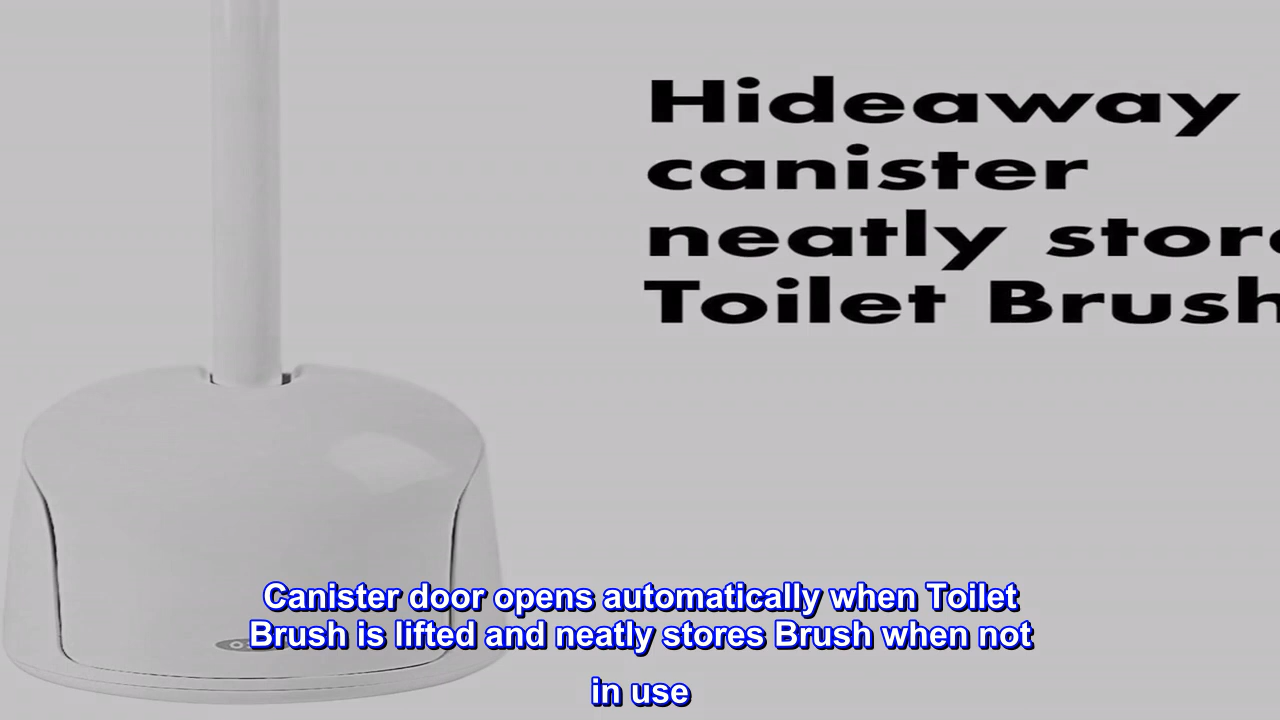 Hideaway
canister
neatly stor
Toilet Brush
Canister door opens automatically when Toilet
Brush is lifted and neatly stores Brush when not
in use